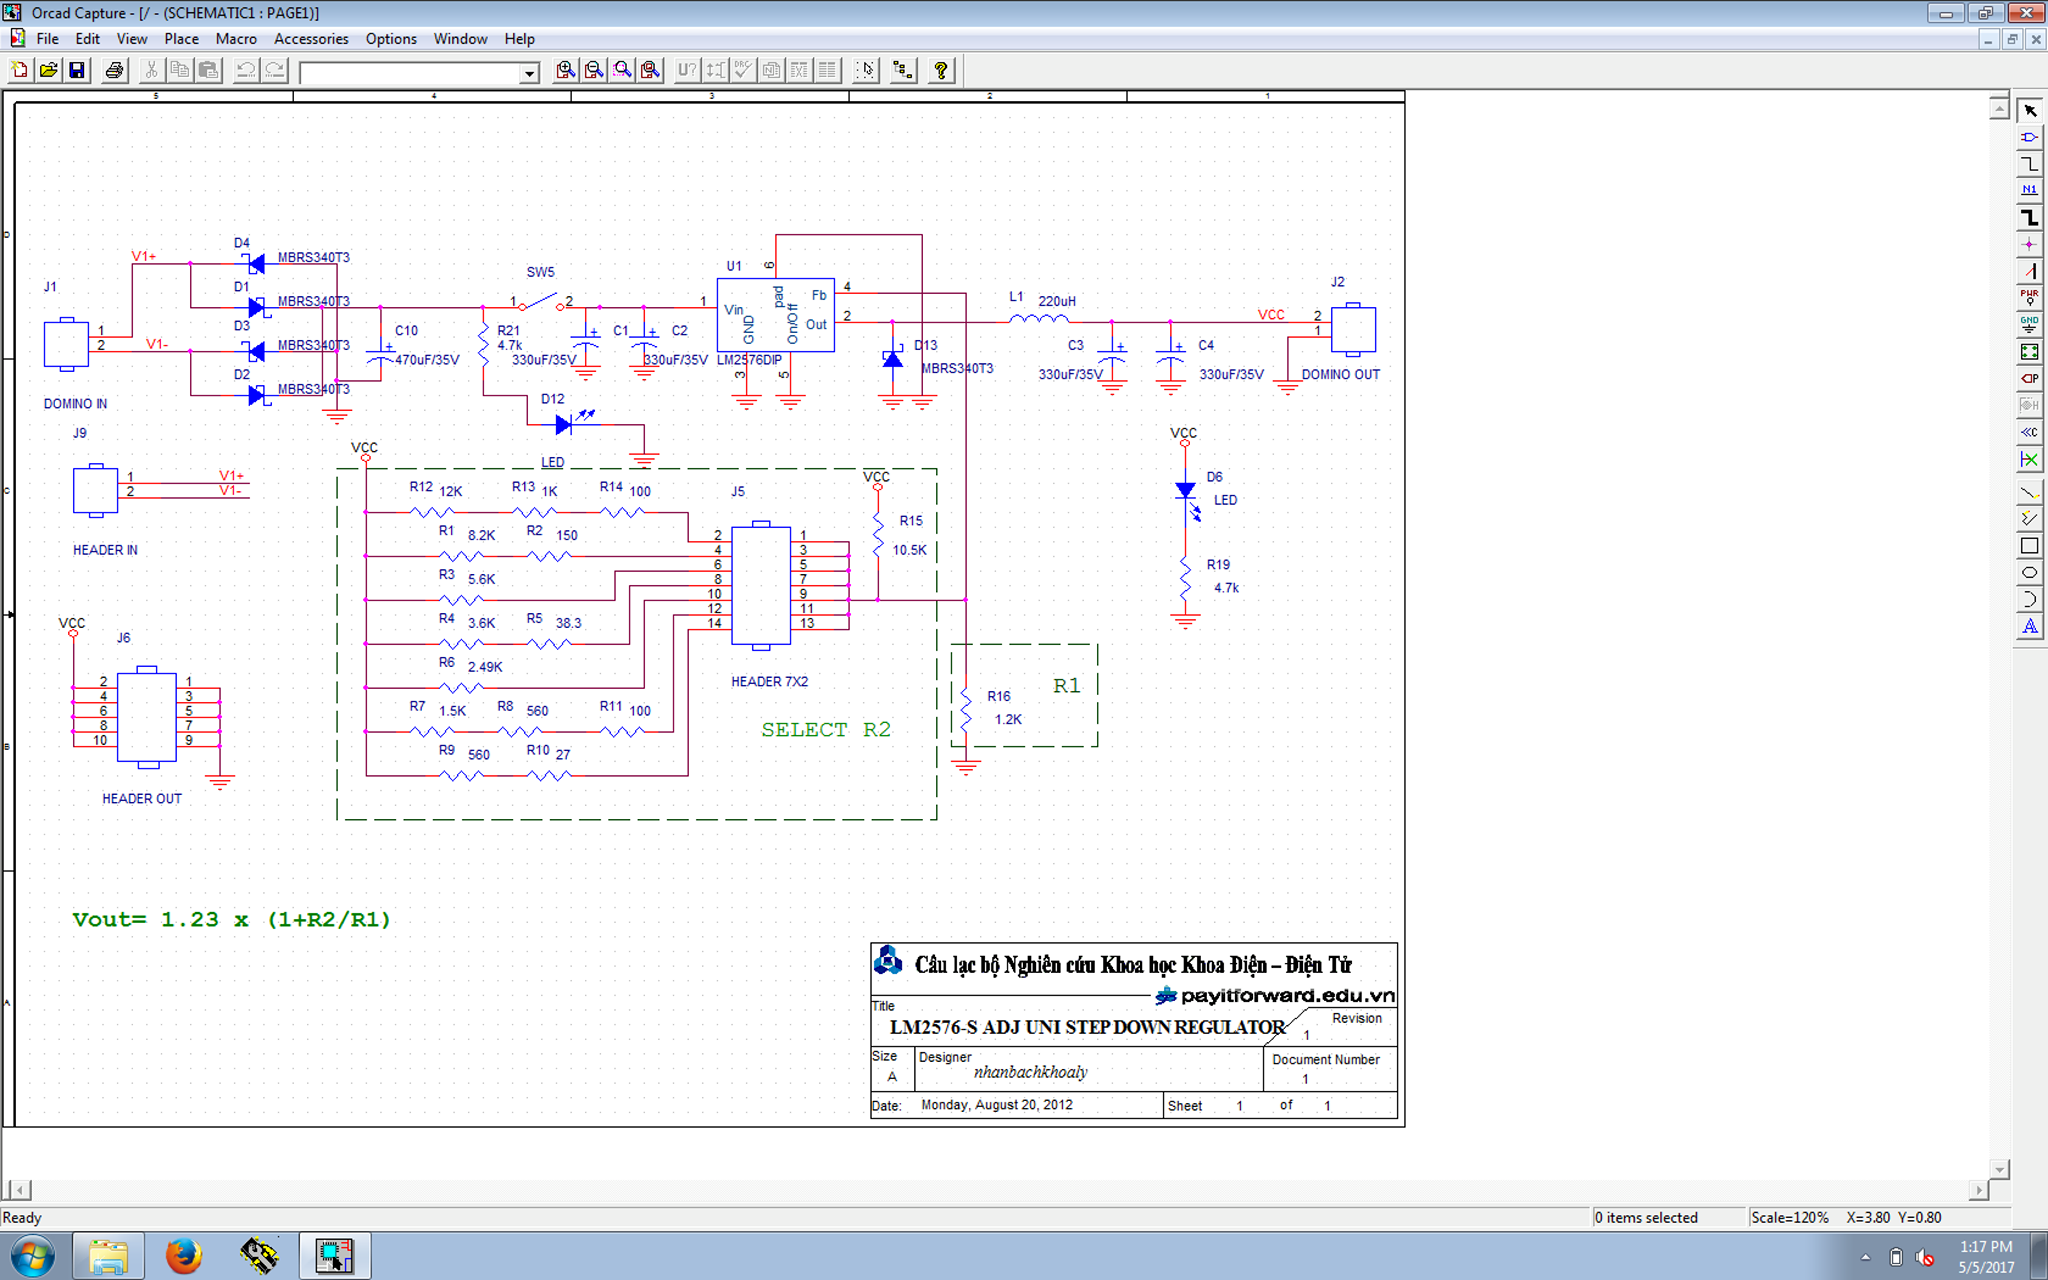 Orcad Capture - [/ - (SCHEMATIC1 : PAGE1)]
File Edit View Place Macro Accessories Options Window Help
U?
DRC
5 4 3 2 1
D
C
B
A
N1
PWR
GND
J1
1
2
DOMINO IN
V1+
V1-
D4
MBRS340T3
D1
MBRS340T3
D3
MBRS340T3
D2
MBRS340T3
C10
470uF/35V
R21
4.7k
SW5
1 2
C1
330uF/35V
C2
330uF/35V
D12
LED
U1
6
1 Vin
pad
GND
On/Off
Fb 4
Out 2
LM2576DIP
3
5
D13
MBRS340T3
L1 220uH
C3
330uF/35V
C4
330uF/35V
VCC
J2
2
1
DOMINO OUT
J9
1 V1+
2 V1-
HEADER IN
VCC
J6
2 1
4 3
6 5
8 7
10 9
HEADER OUT
VCC
R12 12K R13 1K R14 100
R1 8.2K R2 150
R3 5.6K
R4 3.6K R5 38.3
R6 2.49K
R7 1.5K R8 560 R11 100
R9 560 R10 27
J5
2 1
4 3
6 5
8 7
10 9
12 11
14 13
HEADER 7X2
VCC
R15
10.5K
SELECT R2
R16
1.2K
R1
VCC
D6
LED
R19
4.7k
Vout= 1.23 x (1+R2/R1)
Câu lạc bộ Nghiên cứu Khoa học Khoa Điện – Điện Tử
payitforward.edu.vn
Title
LM2576-S ADJ UNI STEP DOWN REGULATOR
Revision
1
Size
A
Designer
nhanbachkhoaly
Document Number
1
Date: Monday, August 20, 2012
Sheet 1 of 1
Ready
0 items selected
Scale=120% X=3.80 Y=0.80
1:17 PM
5/5/2017